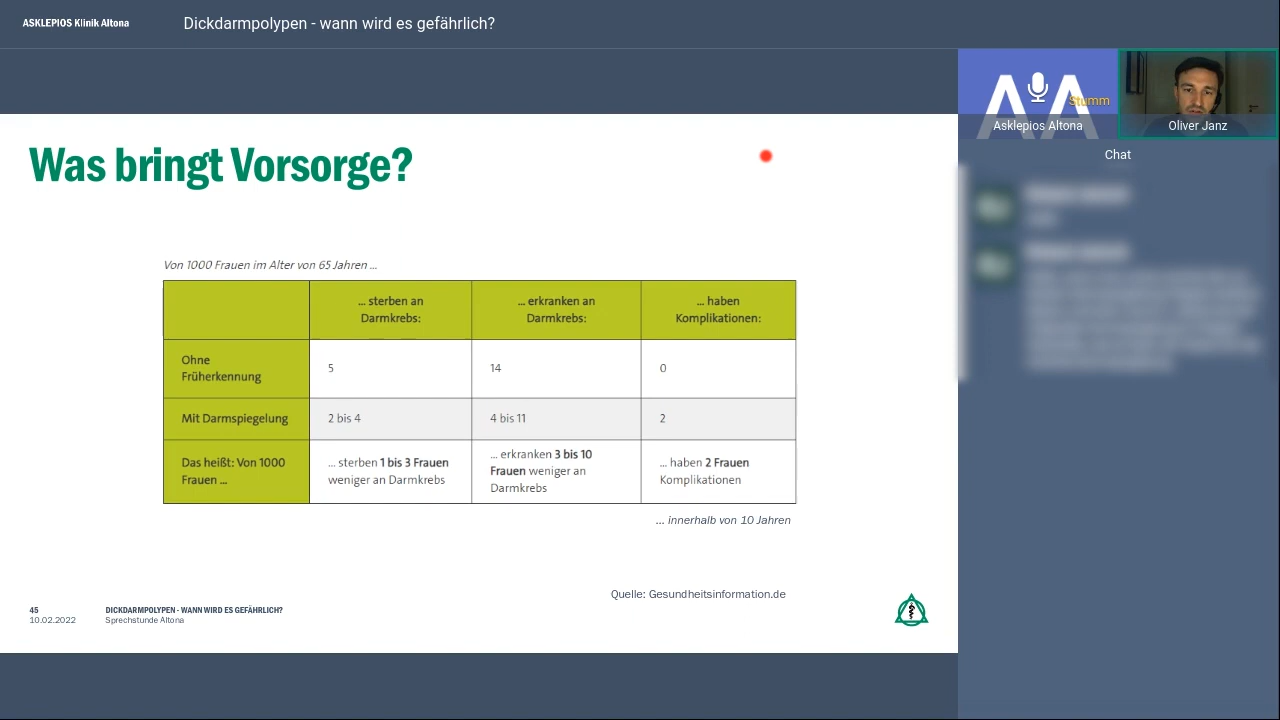 ASKLEPIOS Klinik Altona
Dickdarmpolypen - wann wird es gefährlich?
Stumm
Asklepios Altona
Oliver Janz
Chat
Was bringt Vorsorge?
Von 1000 Frauen im Alter von 65 Jahren ...
... sterben an
Darmkrebs:
... erkranken an
Darmkrebs:
... haben
Komplikationen:
Ohne
Früherkennung
5
14
0
Mit Darmspiegelung
2 bis 4
4 bis 11
2
Das heißt: Von 1000
Frauen ...
... sterben 1 bis 3 Frauen
weniger an Darmkrebs
... erkranken 3 bis 10
Frauen weniger an
Darmkrebs
... haben 2 Frauen
Komplikationen
... innerhalb von 10 Jahren
Quelle: Gesundheitsinformation.de
45
10.02.2022
DICKDARMPOLYPEN - WANN WIRD ES GEFÄHRLICH?
Sprechstunde Altona